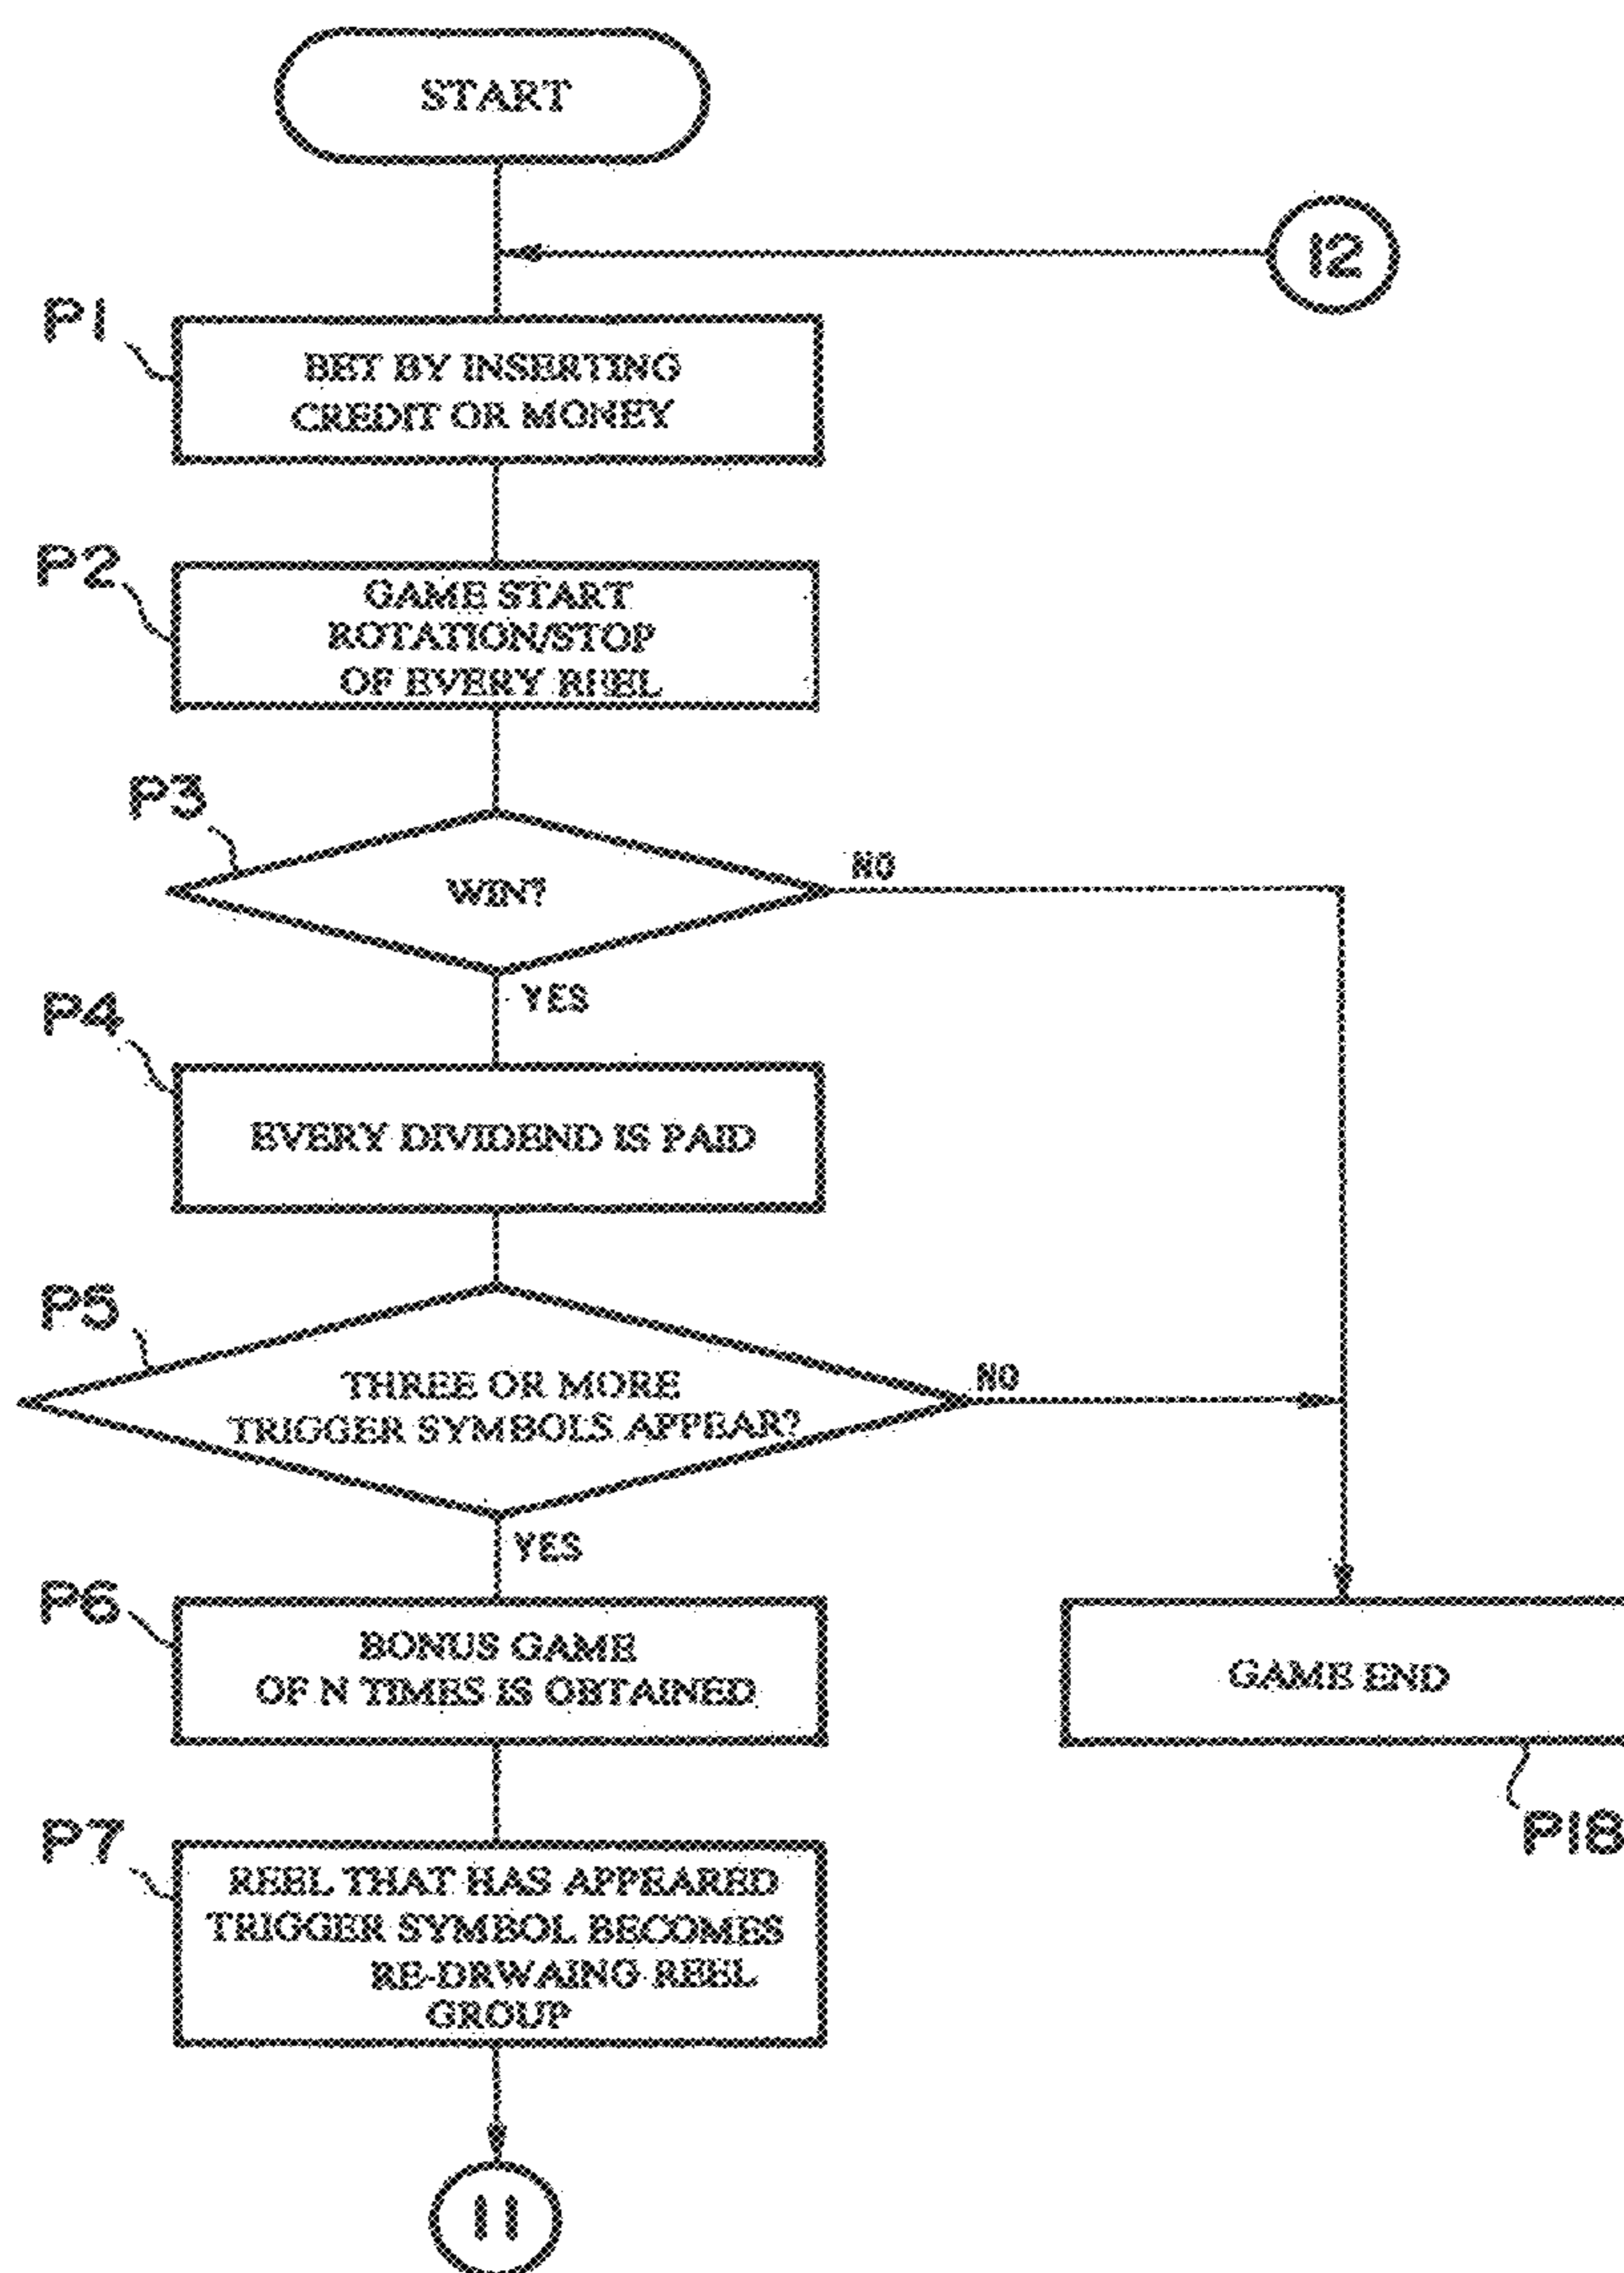 START
12
P1
BET BY INSERTING
CREDIT OR MONEY
P2
GAME START
ROTATION/STOP
OF EVERY REEL
P3
WIN?
NO
YES
P4
EVERY DIVIDEND IS PAID
P5
THREE OR MORE
TRIGGER SYMBOLS APPEAR?
NO
YES
P6
BONUS GAME
OF N TIMES IS OBTAINED
GAME END
P18
P7
REEL THAT HAS APPEARED
TRIGGER SYMBOL BECOMES
RE-DRWAING REEL
GROUP
11